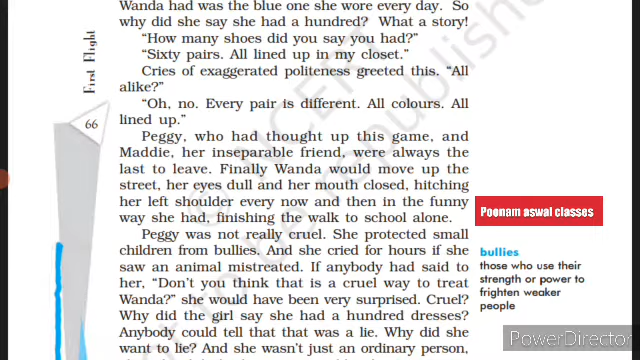 Wanda had was the blue one she wore every day. So
why did she say she had a hundred? What a story!
“How many shoes did you say you had?”
“Sixty pairs. All lined up in my closet.”
Cries of exaggerated politeness greeted this. “All
alike?”
“Oh, no. Every pair is different. All colours. All
lined up.”
Peggy, who had thought up this game, and
Maddie, her inseparable friend, were always the
last to leave. Finally Wanda would move up the
street, her eyes dull and her mouth closed, hitching
her left shoulder every now and then in the funny
way she had, finishing the walk to school alone.
Peggy was not really cruel. She protected small
children from bullies. And she cried for hours if she
saw an animal mistreated. If anybody had said to
her, “Don't you think that is a cruel way to treat
Wanda?” she would have been very surprised. Cruel?
Why did the girl say she had a hundred dresses?
Anybody could tell that that was a lie. Why did she
want to lie? And she wasn't just an ordinary person,
First Flight
66
Poonam aswal classes
bullies
those who use their
strength or power to
frighten weaker
people
PowerDirector
© NCERT
not to be republished